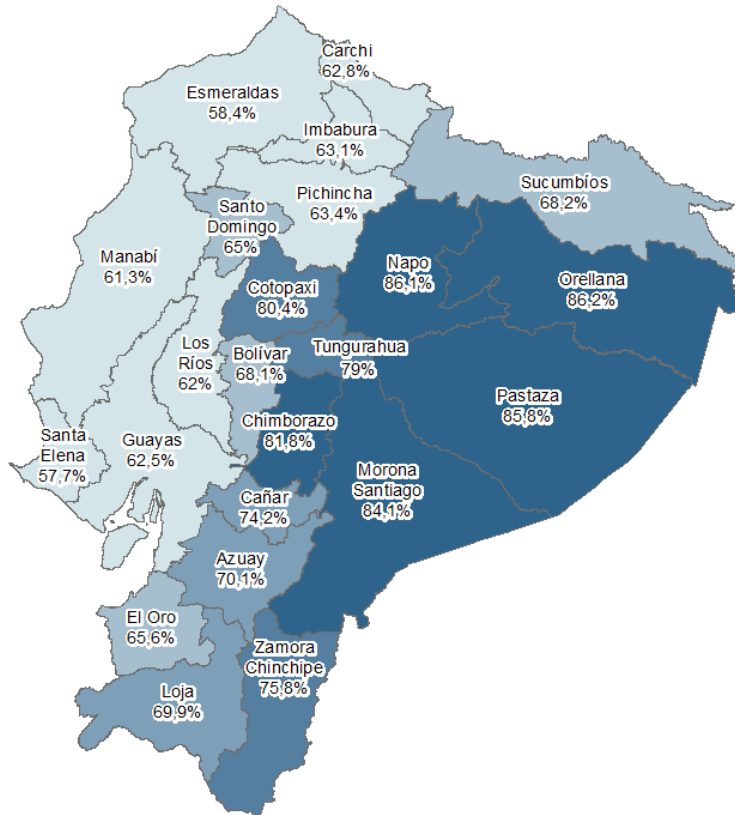 Carchi
62,8%
Esmeraldas
58,4%
Imbabura
63,1%
Sucumbíos
68,2%
Pichincha
63,4%
Santo
Domingo
65%
Manabí
61,3%
Napo
86,1%
Orellana
86,2%
Cotopaxi
80,4%
Los
Ríos
62%
Bolívar
68,1%
Tungurahua
79%
Pastaza
85,8%
Chimborazo
81,8%
Santa
Elena
57,7%
Guayas
62,5%
Morona
Santiago
84,1%
Cañar
74,2%
Azuay
70,1%
El Oro
65,6%
Zamora
Chinchipe
75,8%
Loja
69,9%